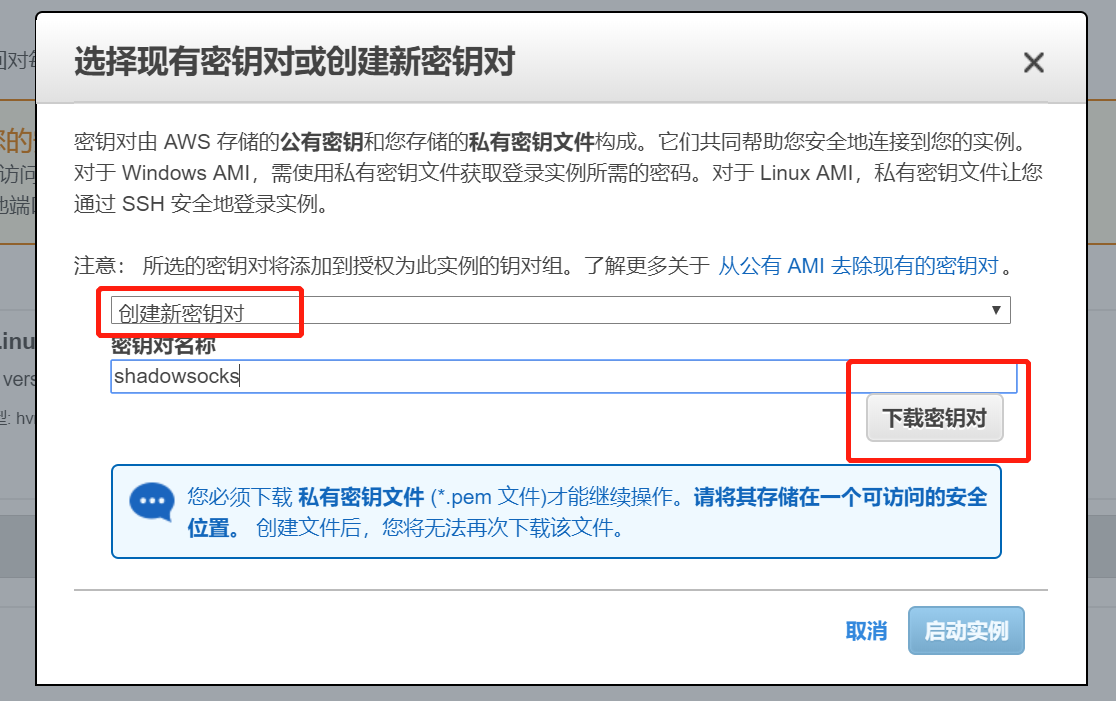 选择现有密钥对或创建新密钥对
密钥对由 AWS 存储的公有密钥和您存储的私有密钥文件构成。它们共同帮助您安全地连接到您的实例。
对于 Windows AMI，需使用私有密钥文件获取登录实例所需的密码。对于 Linux AMI，私有密钥文件让您
通过 SSH 安全地登录实例。
注意： 所选的密钥对将添加到授权为此实例的钥对组。了解更多关于 从公有 AMI 去除现有的密钥对 。
创建新密钥对
密钥对名称
shadowsocks
下载密钥对
您必须下载 私有密钥文件 (*.pem 文件)才能继续操作。请将其存储在一个可访问的安全
位置。 创建文件后，您将无法再次下载该文件。
取消
启动实例